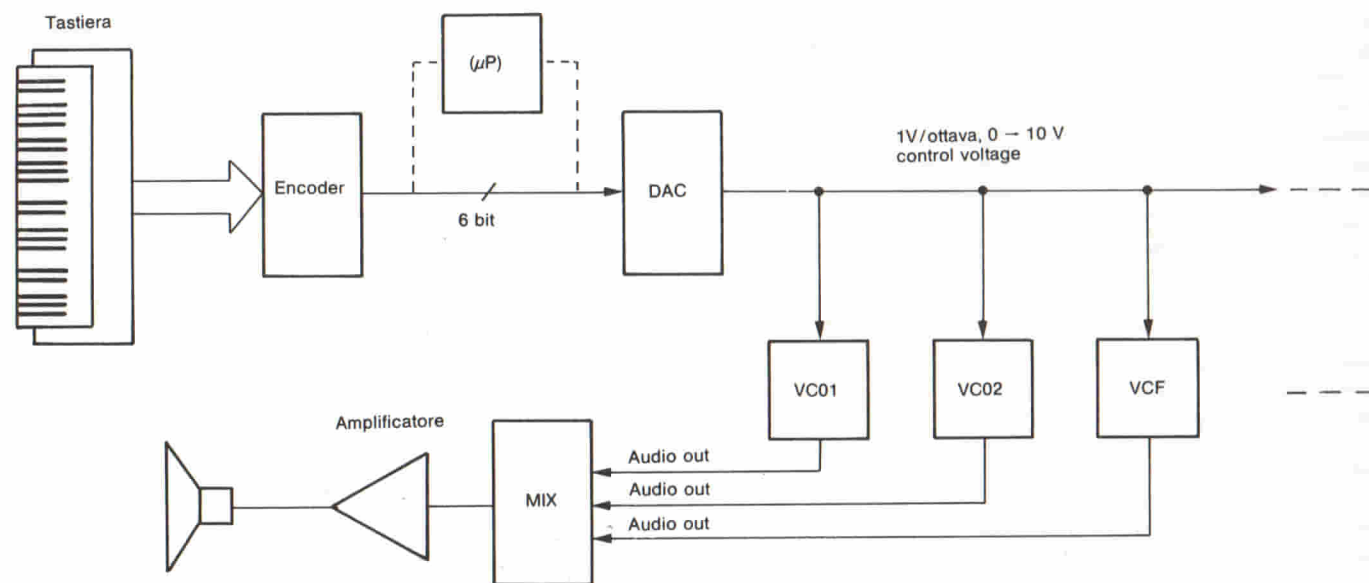 Tastiera
(μP)
Encoder
6 bit
DAC
1V/ottava, 0 → 10 V
control voltage
VC01
VC02
VCF
Amplificatore
MIX
Audio out
Audio out
Audio out